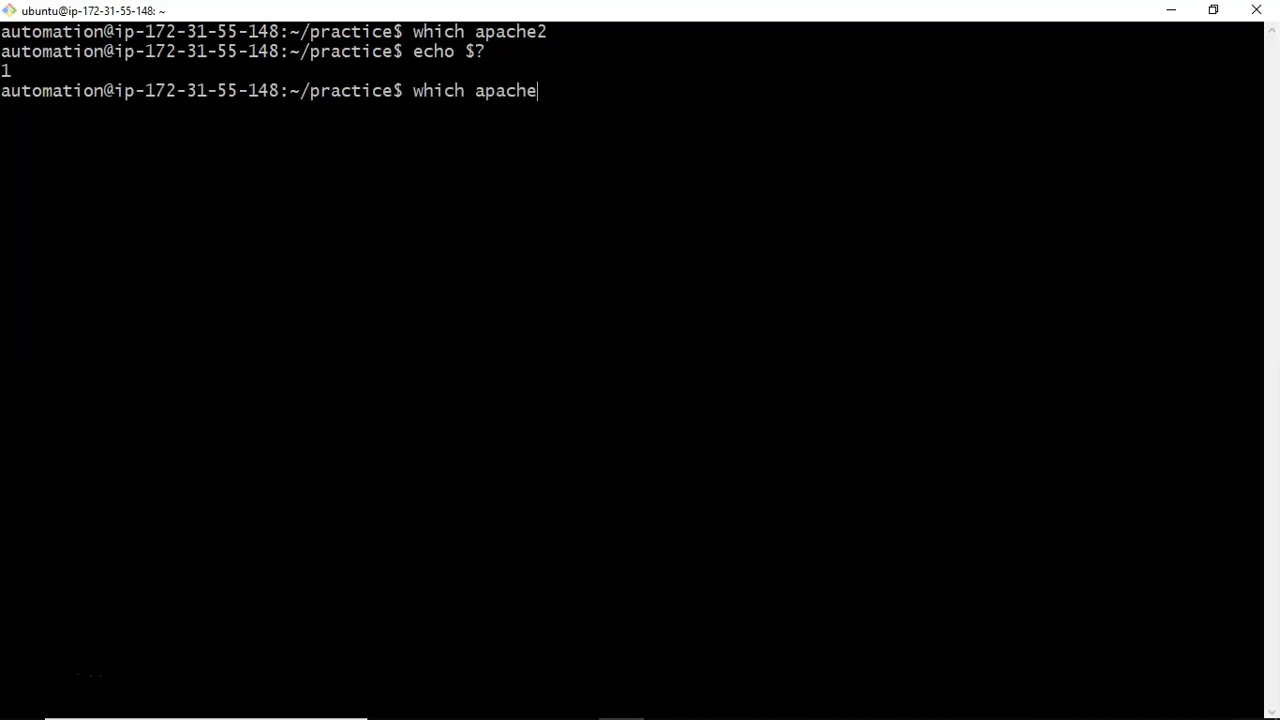 ubuntu@ip-172-31-55-148: ~
automation@ip-172-31-55-148:~/practice$ which apache2
automation@ip-172-31-55-148:~/practice$ echo $?
1
automation@ip-172-31-55-148:~/practice$ which apache